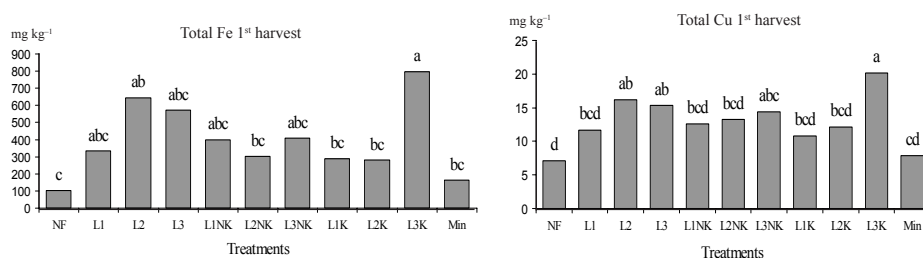 mg kg⁻¹
Total Fe 1st harvest
900
800
700
600
500
400
300
200
100
0
c
abc
ab
abc
abc
bc
abc
bc
bc
a
bc
NF L1 L2 L3 L1NK L2NK L3NK L1K L2K L3K Min
Treatments
mg kg⁻¹
Total Cu 1st harvest
25
20
15
10
5
0
d
bcd
ab
ab
bcd
bcd
abc
bcd
bcd
a
cd
NF L1 L2 L3 L1NK L2NK L3NK L1K L2K L3K Min
Treatments